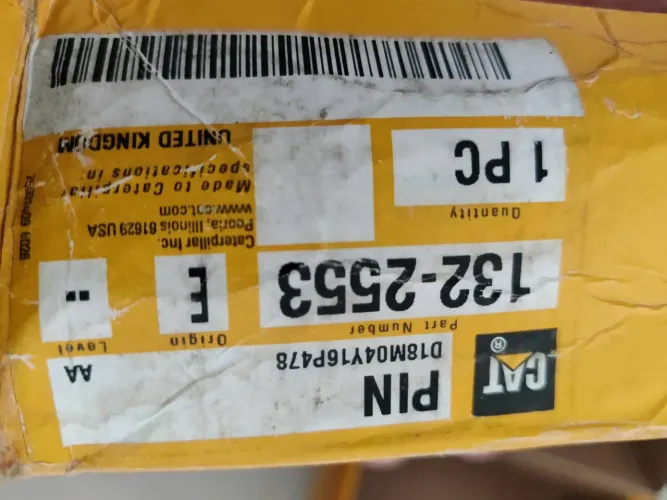 CAT
®
PIN
D18M04Y16P478
AA
Part Number
Origin
Level
132-2553
E
"
Quantity
1 PC
Caterpillar Inc.
Peoria, Illinois 61629 USA
www.cat.com
Made to Caterpillar
specifications in:
UNITED KINGDOM